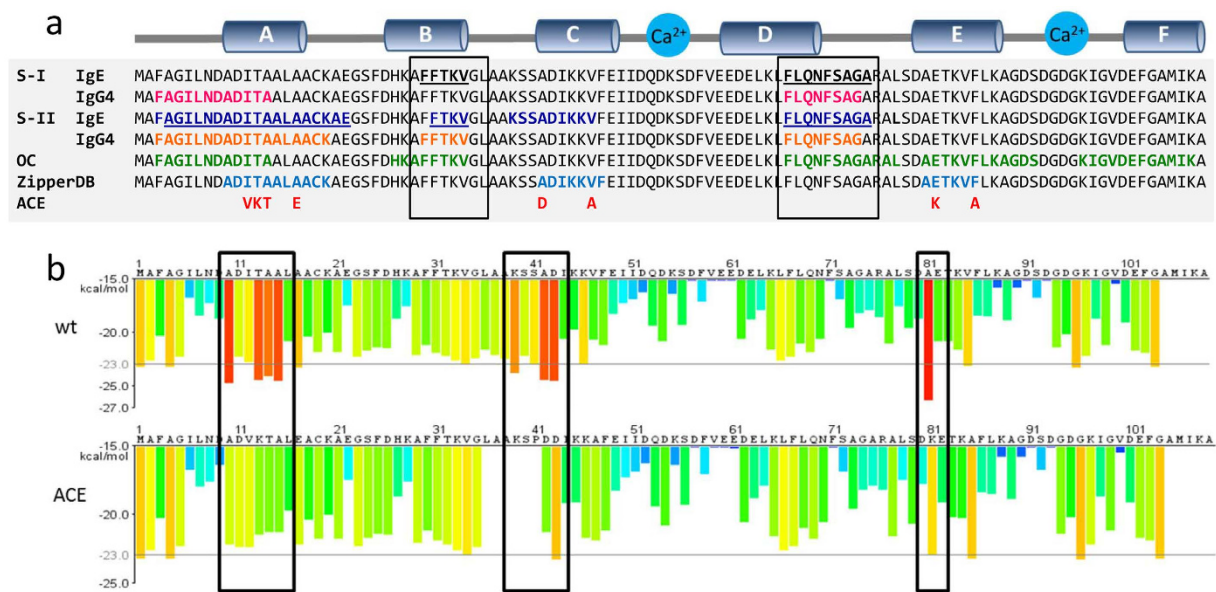 a
A B C Ca2+ D E Ca2+ F
S-I IgE MAFAGILNDADITAALAACKAEGSFDHKAFFTKVGLAAKSSADIKKVFEIIDQDKSDFVEEDELKLFLQNFSAGARALSDAETKVFLKAGDSDGDGKIGVDEFGAMIKA
IgG4 MAFAGILNDADITAALAACKAEGSFDHKAFFTKVGLAAKSSADIKKVFEIIDQDKSDFVEEDELKLFLQNFSAGARALSDAETKVFLKAGDSDGDGKIGVDEFGAMIKA
S-II IgE MAFAGILNDADITAALAACKAEGSFDHKAFFTKVGLAAKSSADIKKVFEIIDQDKSDFVEEDELKLFLQNFSAGARALSDAETKVFLKAGDSDGDGKIGVDEFGAMIKA
IgG4 MAFAGILNDADITAALAACKAEGSFDHKAFFTKVGLAAKSSADIKKVFEIIDQDKSDFVEEDELKLFLQNFSAGARALSDAETKVFLKAGDSDGDGKIGVDEFGAMIKA
OC MAFAGILNDADITAALAACKAEGSFDHKAFFTKVGLAAKSSADIKKVFEIIDQDKSDFVEEDELKLFLQNFSAGARALSDAETKVFLKAGDSDGDGKIGVDEFGAMIKA
ZipperDB MAFAGILNDADITAALAACKAEGSFDHKAFFTKVGLAAKSSADIKKVFEIIDQDKSDFVEEDELKLFLQNFSAGARALSDAETKVFLKAGDSDGDGKIGVDEFGAMIKA
ACE VKT E D A K A
b
1 11 21 31 41 51 61 71 81 91 101
MAFAGILNDADITAALAACKAEGSFDHKAFFTKVGLAAKSSADIKKVFEIIDQDKSDFVEEDELKLFLQNFSAGARALSDAETKVFLKAGDSDGDGKIGVDEFGAMIKA
-15.0
kcal/mol
wt
-20.0
-23.0
-25.0
-27.0
1 11 21 31 41 51 61 71 81 91 101
MAFAGILNDADVKTALEACKAEGSFDHKAFFTKVGLAAKSPDDIKKAFEIIDQDKSDFVEEDELKLFLQNFSAGARALSDKETKAFLKAGDSDGDGKIGVDEFGAMIKA
-15.0
kcal/mol
ACE
-20.0
-23.0
-25.0